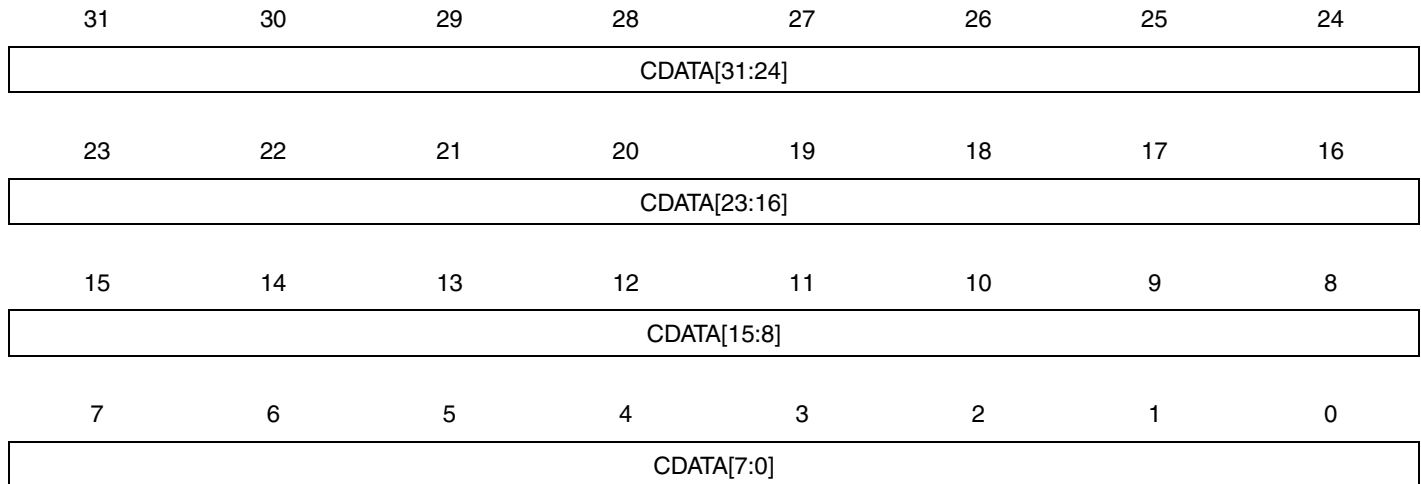 31 30 29 28 27 26 25 24
CDATA[31:24]
23 22 21 20 19 18 17 16
CDATA[23:16]
15 14 13 12 11 10 9 8
CDATA[15:8]
7 6 5 4 3 2 1 0
CDATA[7:0]